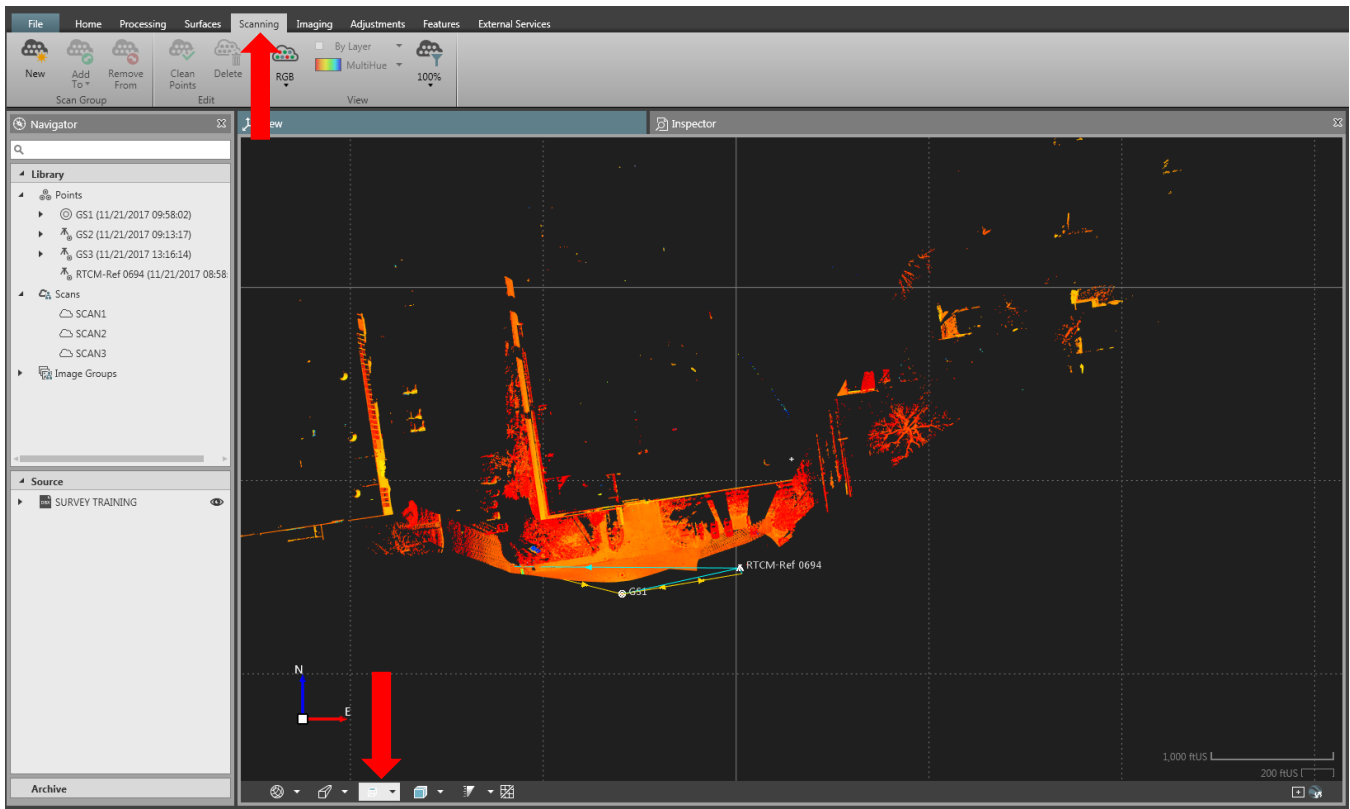 File Home Processing Surfaces Scanning Imaging Adjustments Features External Services
By Layer
MultiHue
New Add To Remove From Clean Points Delete RGB 100%
Scan Group Edit View
Navigator
Inspector
Library
Points
GS1 (11/21/2017 09:58:02)
GS2 (11/21/2017 09:13:17)
GS3 (11/21/2017 13:16:14)
RTCM-Ref 0694 (11/21/2017 08:58:
Scans
SCAN1
SCAN2
SCAN3
Image Groups
Source
SURVEY TRAINING
Archive
RTCM-Ref 0694
GS1
N
E
1,000 ftUS
200 ftUS